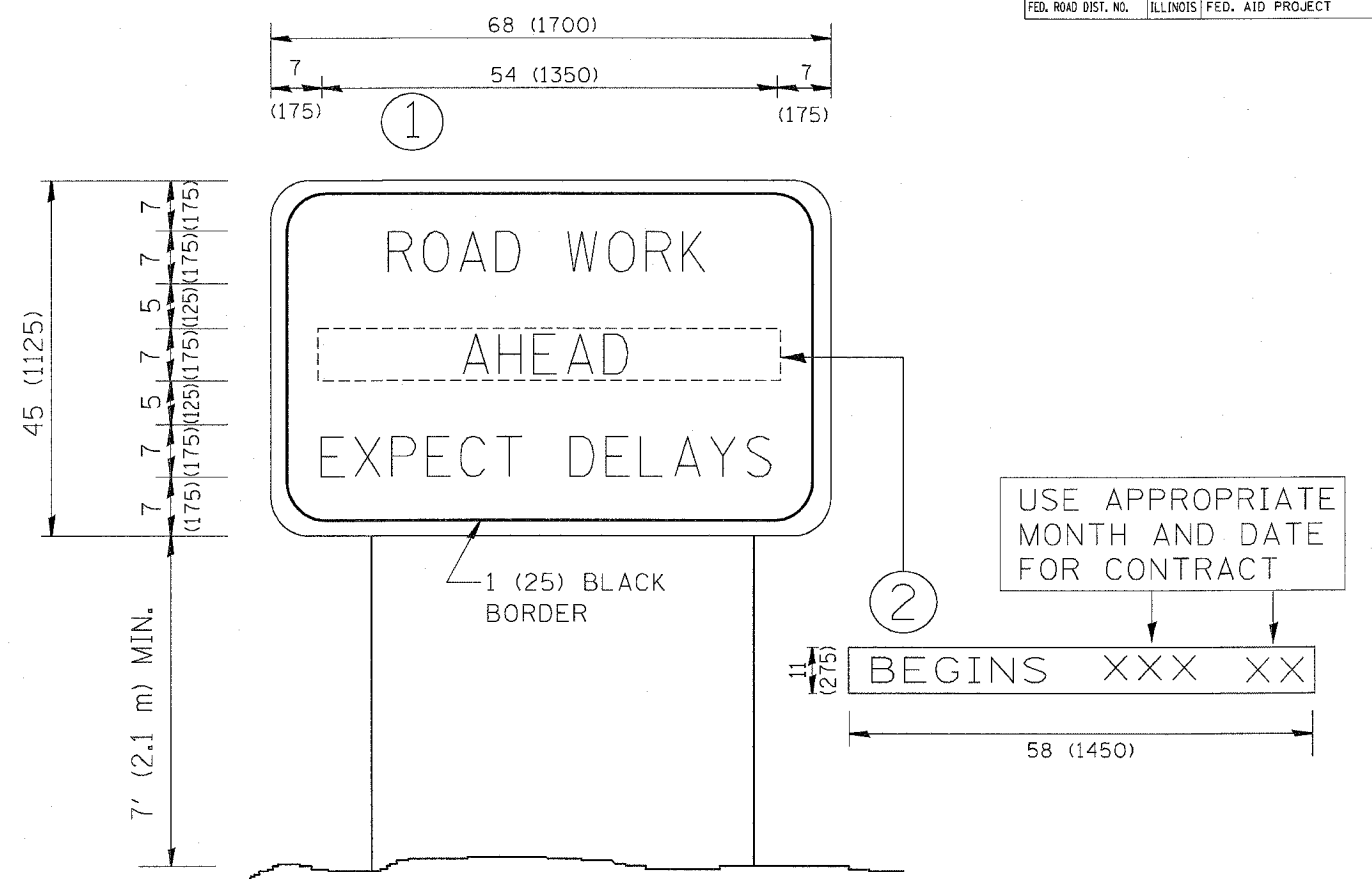 FED. ROAD DIST. NO. ILLINOIS FED. AID PROJECT
68 (1700)
7 54 (1350) 7
(175) (175)
1
45 (1125)
7 (175)
7 (175)
5 (125)
7 (175)
5 (125)
7 (175)
7 (175)
ROAD WORK
AHEAD
EXPECT DELAYS
1 (25) BLACK
BORDER
7' (2.1 m) MIN.
2
USE APPROPRIATE
MONTH AND DATE
FOR CONTRACT
11 (275)
BEGINS XXX XX
58 (1450)